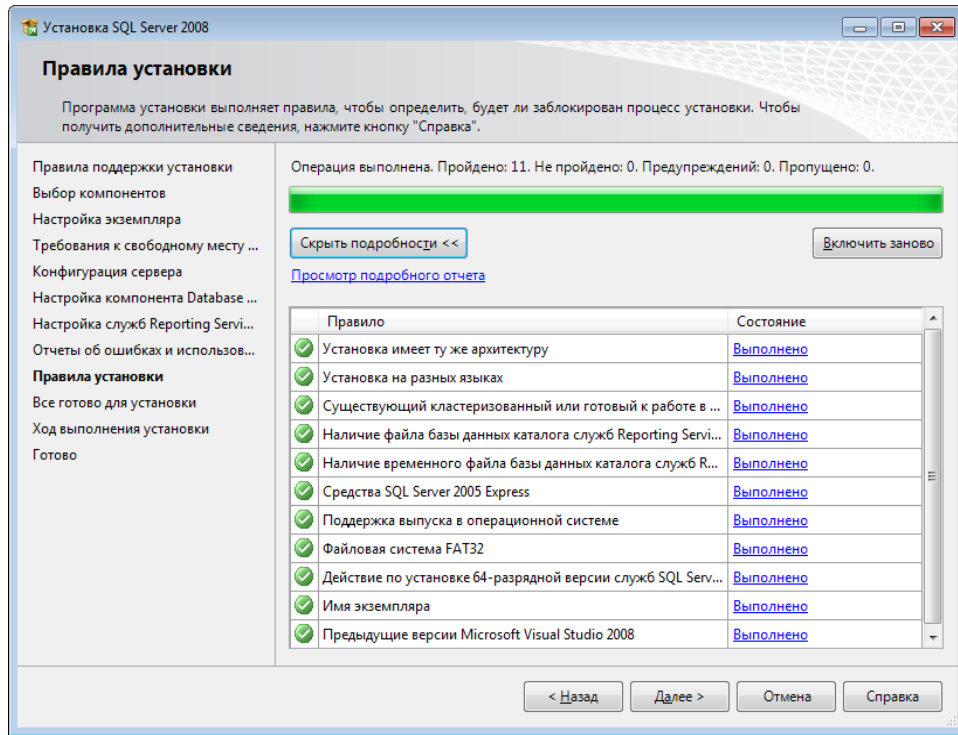 Установка SQL Server 2008
Правила установки
Программа установки выполняет правила, чтобы определить, будет ли заблокирован процесс установки. Чтобы
получить дополнительные сведения, нажмите кнопку "Справка".
Правила поддержки установки
Выбор компонентов
Настройка экземпляра
Требования к свободному месту ...
Конфигурация сервера
Настройка компонента Database ...
Настройка служб Reporting Servi...
Отчеты об ошибках и использов...
Правила установки
Все готово для установки
Ход выполнения установки
Готово
Операция выполнена. Пройдено: 11. Не пройдено: 0. Предупреждений: 0. Пропущено: 0.
Скрыть подробности <<
Включить заново
Просмотр подробного отчета
Правило Состояние
Установка имеет ту же архитектуру Выполнено
Установка на разных языках Выполнено
Существующий кластеризованный или готовый к работе в ... Выполнено
Наличие файла базы данных каталога служб Reporting Servi... Выполнено
Наличие временного файла базы данных каталога служб R... Выполнено
Средства SQL Server 2005 Express Выполнено
Поддержка выпуска в операционной системе Выполнено
Файловая система FAT32 Выполнено
Действие по установке 64-разрядной версии служб SQL Serv... Выполнено
Имя экземпляра Выполнено
Предыдущие версии Microsoft Visual Studio 2008 Выполнено
< Назад Далее > Отмена Справка